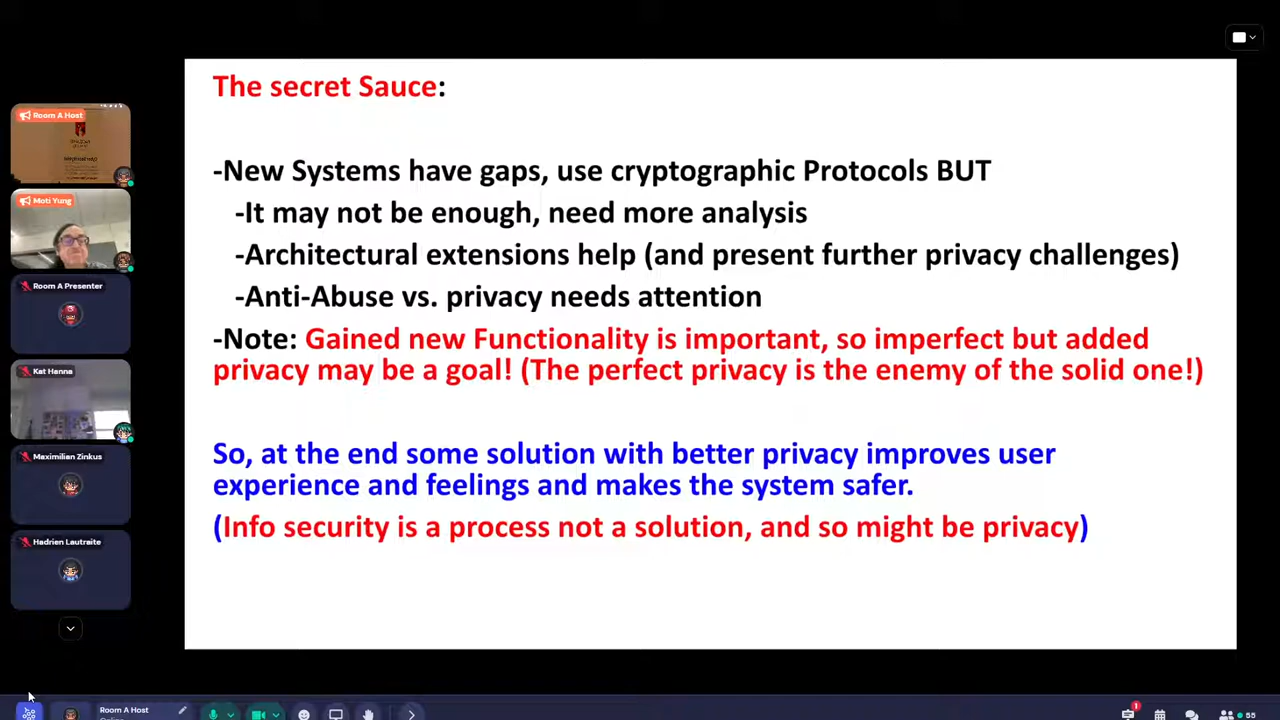 The secret Sauce:
-New Systems have gaps, use cryptographic Protocols BUT
-It may not be enough, need more analysis
-Architectural extensions help (and present further privacy challenges)
-Anti-Abuse vs. privacy needs attention
-Note: Gained new Functionality is important, so imperfect but added
privacy may be a goal! (The perfect privacy is the enemy of the solid one!)
So, at the end some solution with better privacy improves user
experience and feelings and makes the system safer.
(Info security is a process not a solution, and so might be privacy)
Room A Host
Moti Yung
Room A Presenter
Kat Hanna
Maximilian Zinkus
Hadrien Lautraite
Room A Host
1
55